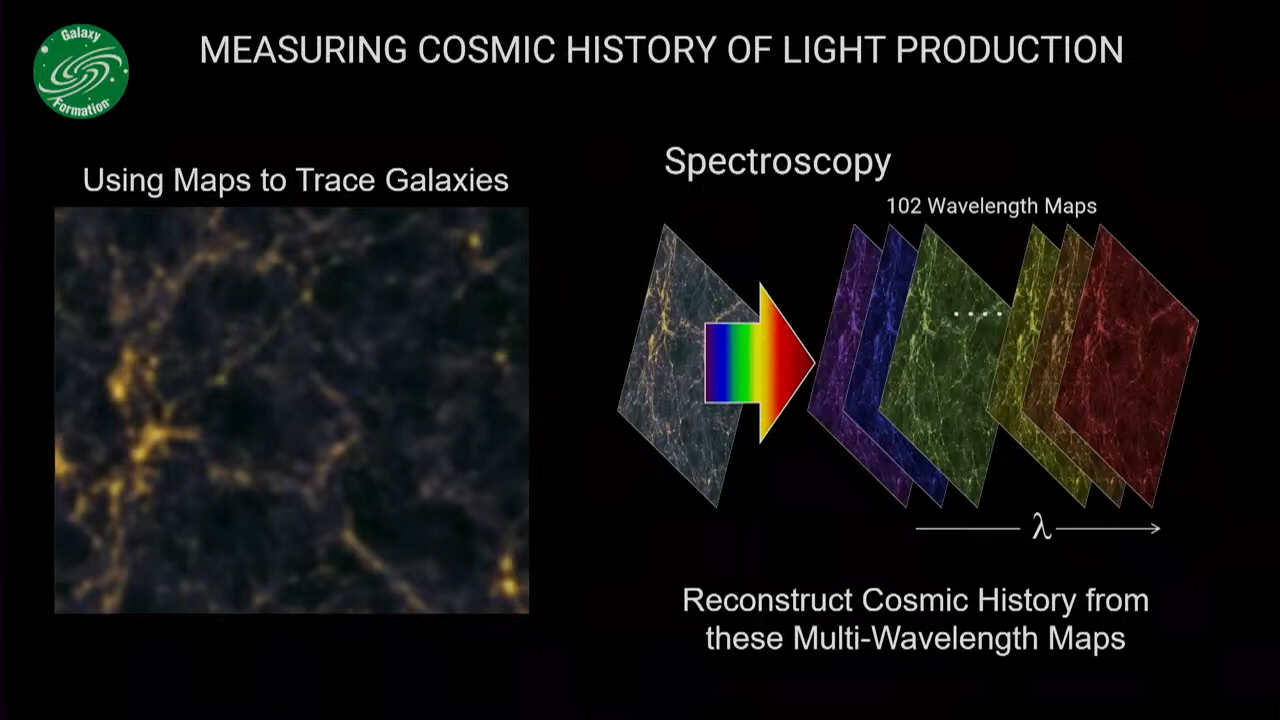 Galaxy
Formation
MEASURING COSMIC HISTORY OF LIGHT PRODUCTION
Using Maps to Trace Galaxies
Spectroscopy
102 Wavelength Maps
λ
Reconstruct Cosmic History from
these Multi-Wavelength Maps